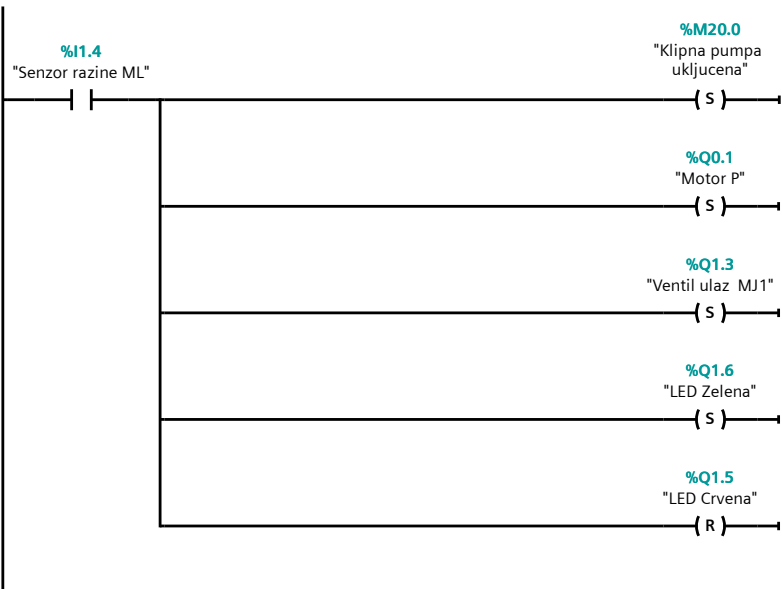 %M20.0
"Klipna pumpa
ukljucena"
%I1.4
"Senzor razine ML"
S
%Q0.1
"Motor P"
S
%Q1.3
"Ventil ulaz  MJ1"
S
%Q1.6
"LED Zelena"
S
%Q1.5
"LED Crvena"
R